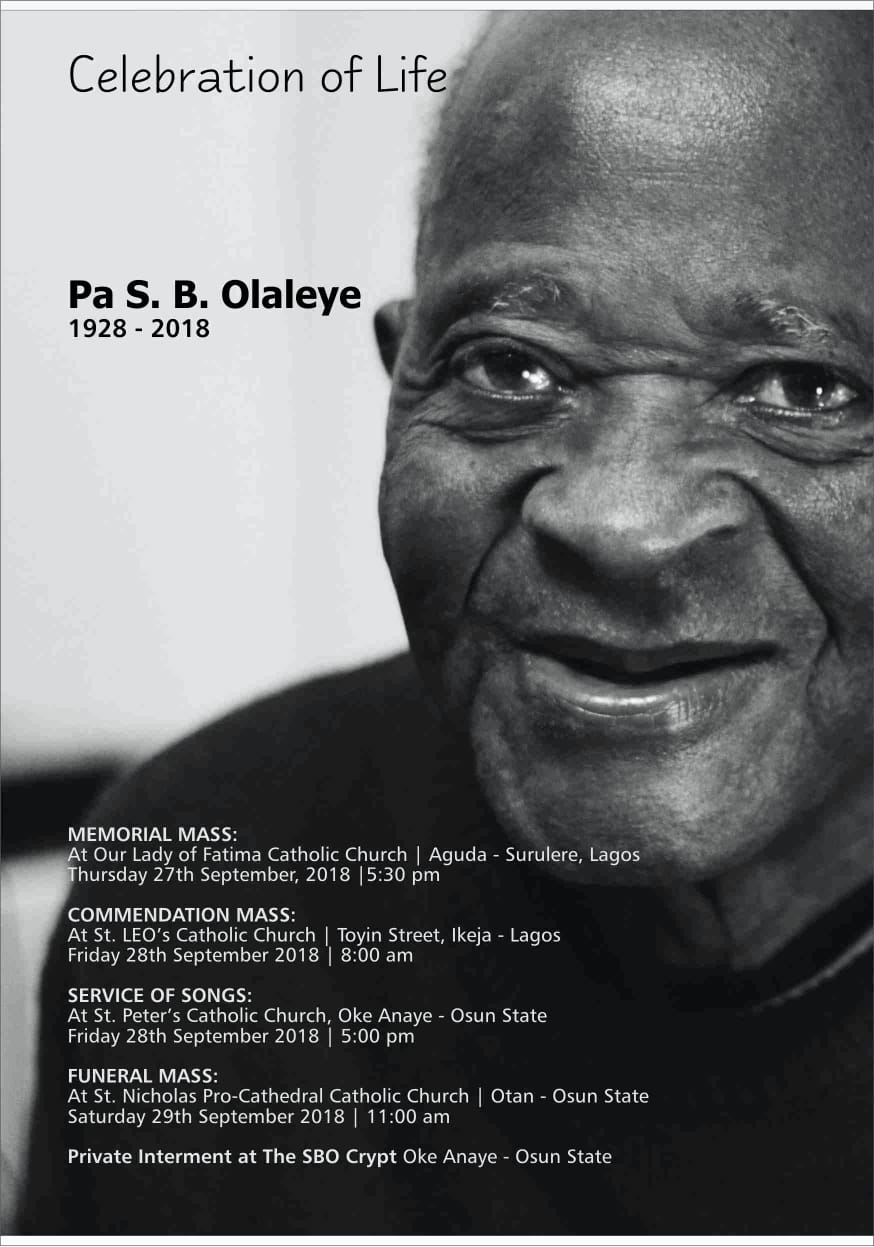 Celebration of Life
Pa S. B. Olaleye
1928 - 2018
MEMORIAL MASS:
At Our Lady of Fatima Catholic Church | Aguda - Surulere, Lagos
Thursday 27th September, 2018 |5:30 pm
COMMENDATION MASS:
At St. LEO’s Catholic Church | Toyin Street, Ikeja - Lagos
Friday 28th September 2018 | 8:00 am
SERVICE OF SONGS:
At St. Peter’s Catholic Church, Oke Anaye - Osun State
Friday 28th September 2018 | 5:00 pm
FUNERAL MASS:
At St. Nicholas Pro-Cathedral Catholic Church | Otan - Osun State
Saturday 29th September 2018 | 11:00 am
Private Interment at The SBO Crypt Oke Anaye - Osun State